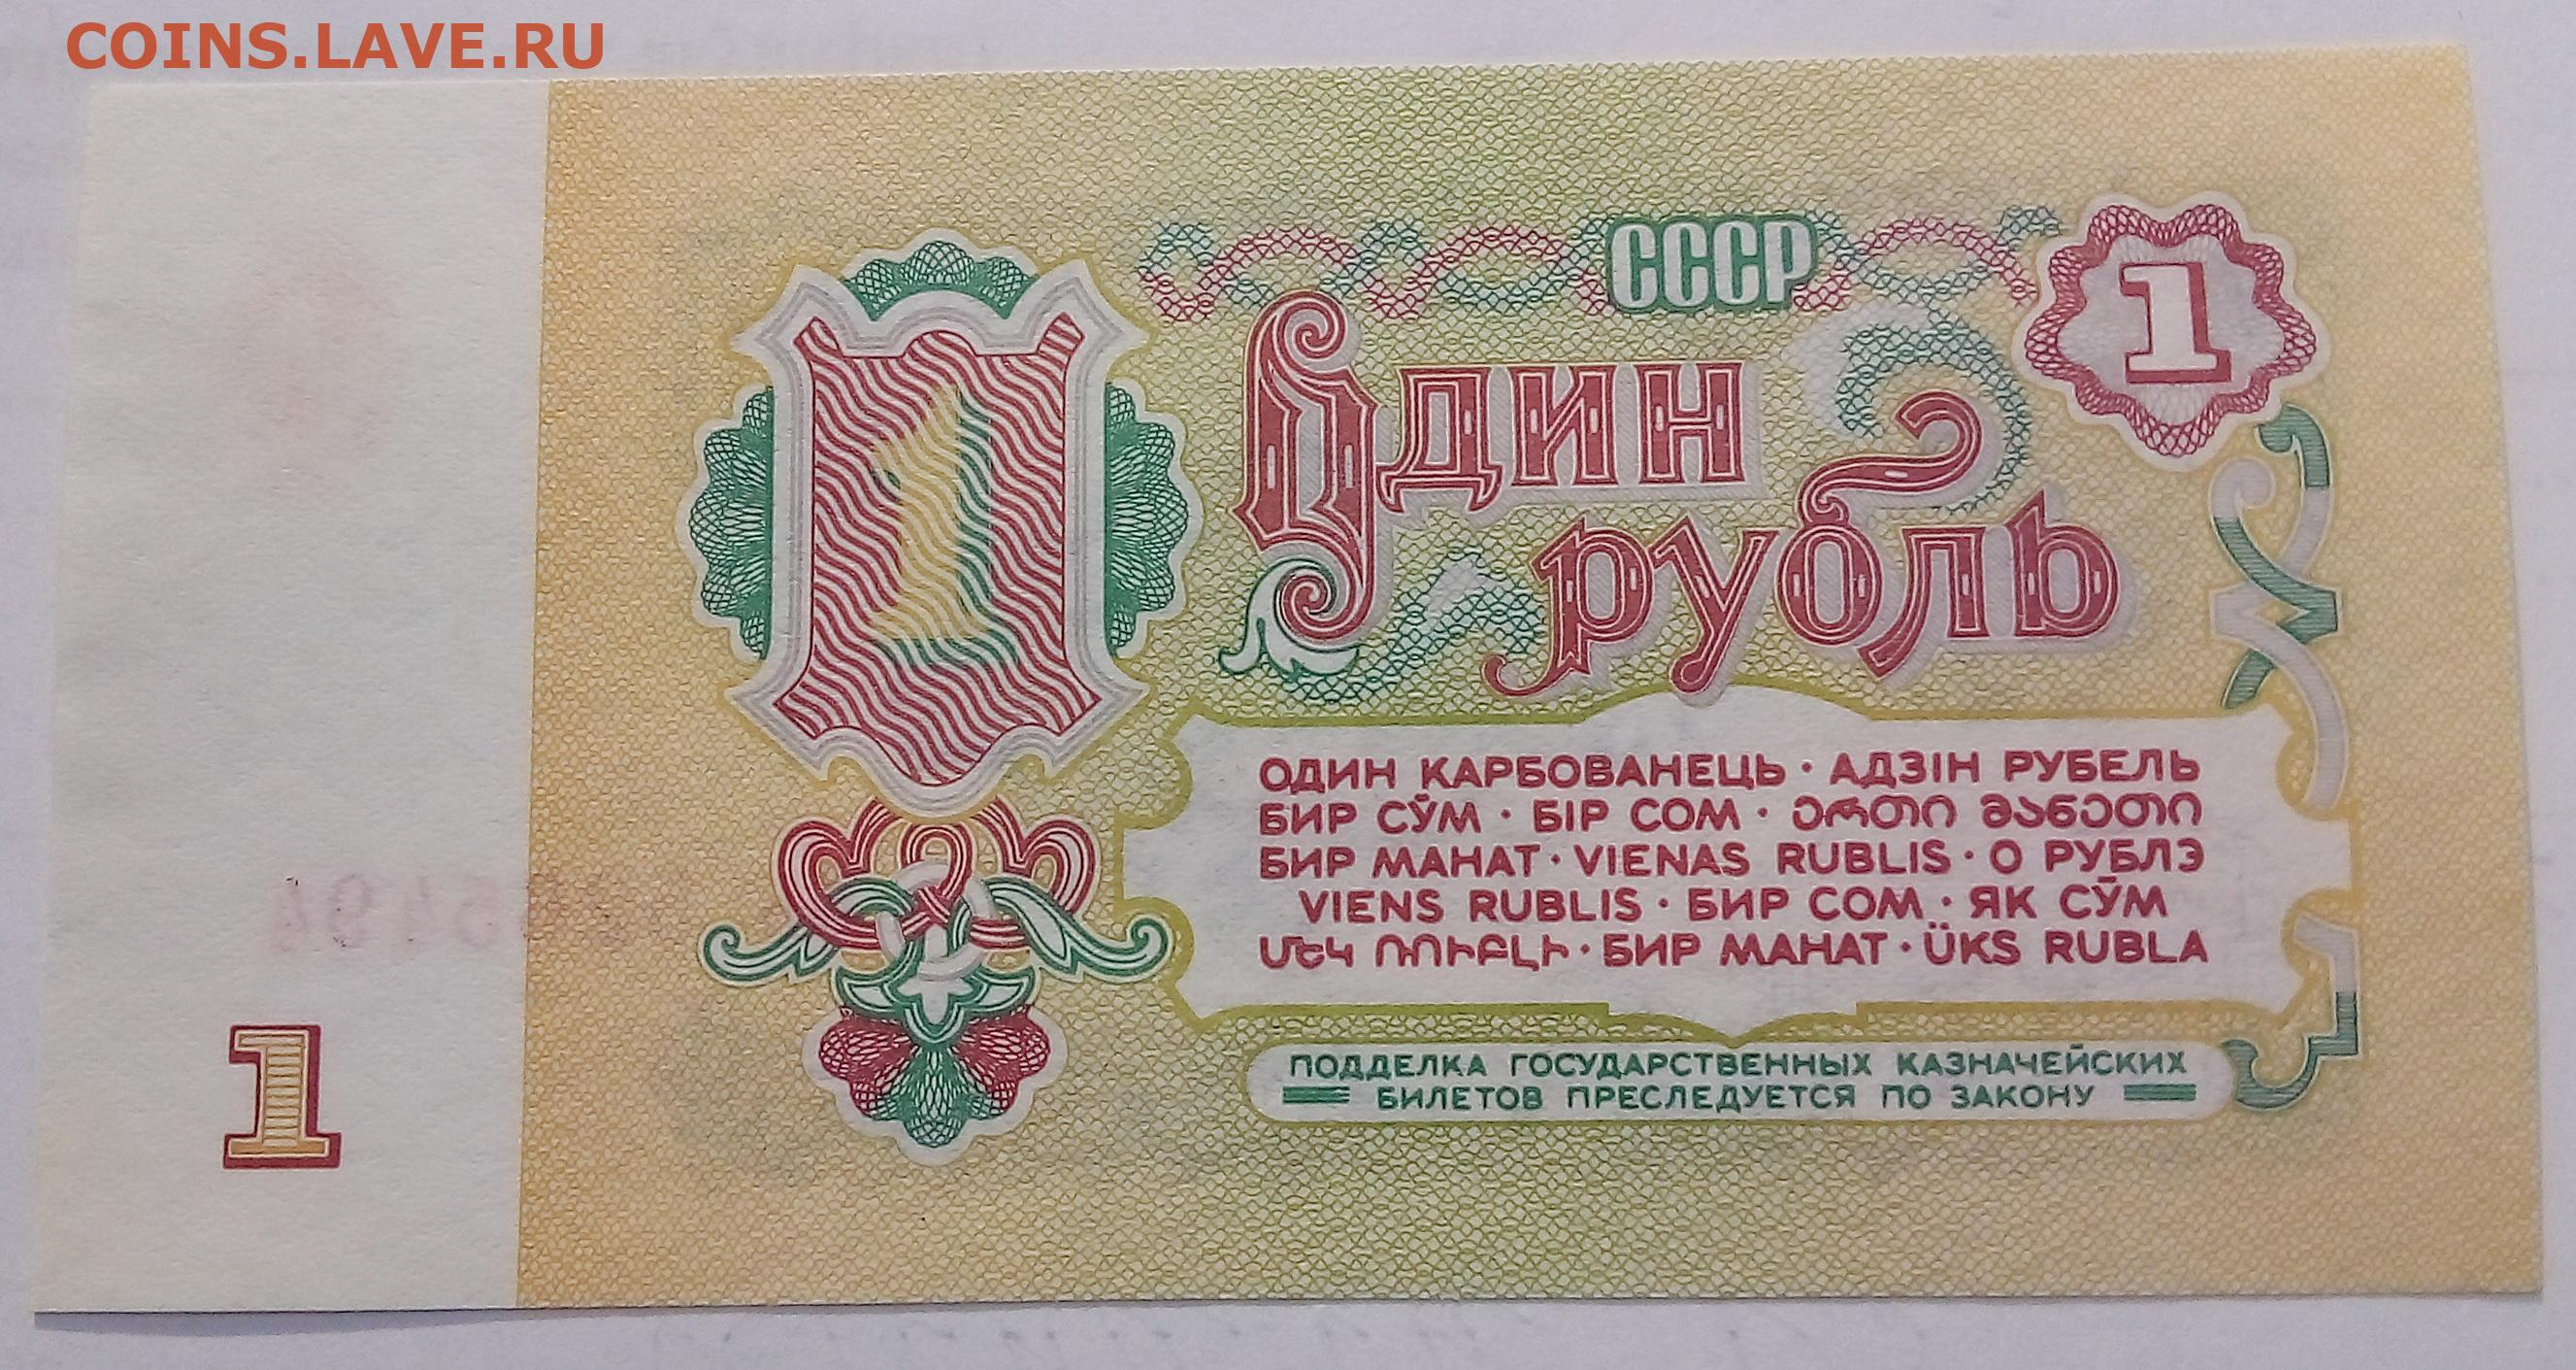 COINS.LAVE.RU
СССР
1
Один
рубль
1
ОДИН КАРБОВАНЕЦЬ · АДЗІН РУБЕЛЬ
БИР СЎМ · БІР СОМ · ერთი მანეთი
БИР МАНАТ · VIENAS RUBLIS · О РУБЛЭ
VIENS RUBLIS · БИР СОМ · ЯК СӮМ
ՄԵԿ ՌՈՒԲԼԻ · БИР МАНАТ · ÜKS RUBLA
ПОДДЕЛКА ГОСУДАРСТВЕННЫХ КАЗНАЧЕЙСКИХ
БИЛЕТОВ ПРЕСЛЕДУЕТСЯ ПО ЗАКОНУ
1